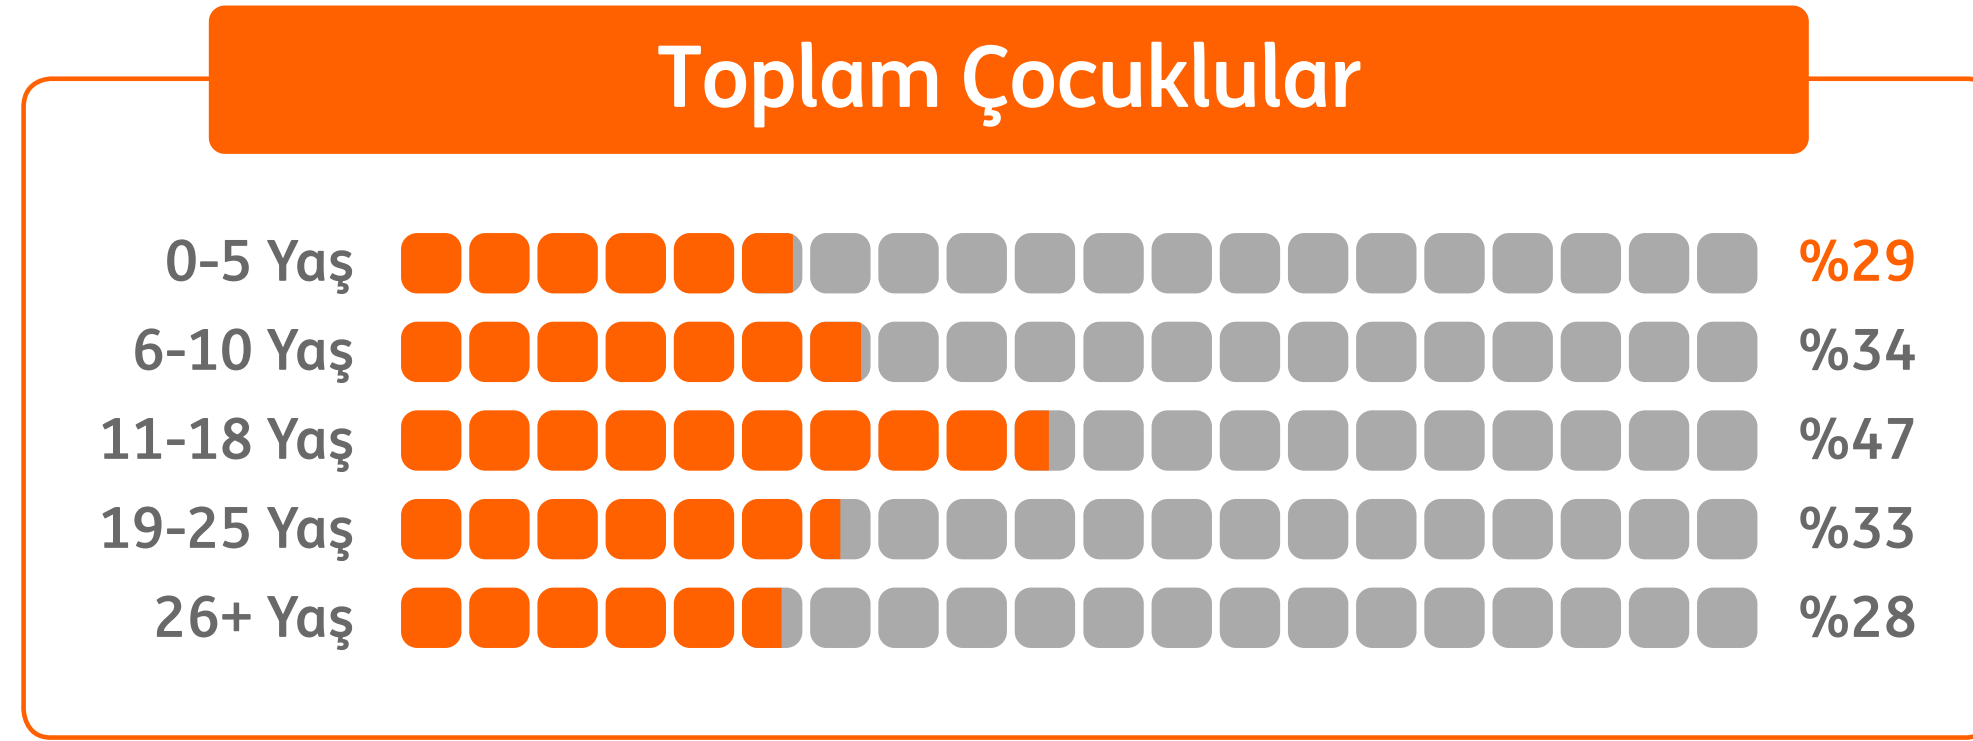 Toplam Çocuklular
0-5 Yaş %29
6-10 Yaş %34
11-18 Yaş %47
19-25 Yaş %33
26+ Yaş %28